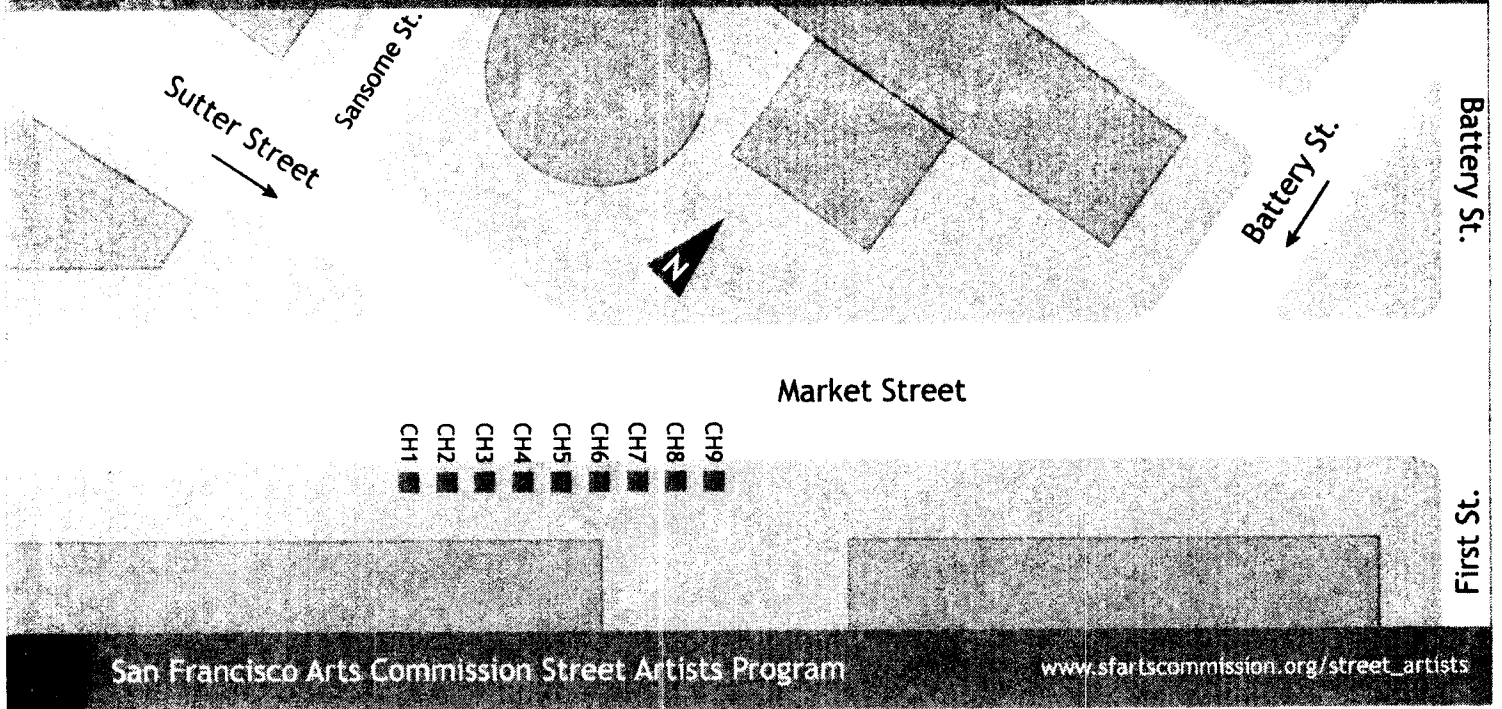 Sansome St.
Sutter Street
Battery St.
Battery St.
N
Market Street
CH1
CH2
CH3
CH4
CH5
CH6
CH7
CH8
CH9
First St.
San Francisco Arts Commission Street Artists Program
www.sfartscommission.org/street_artists